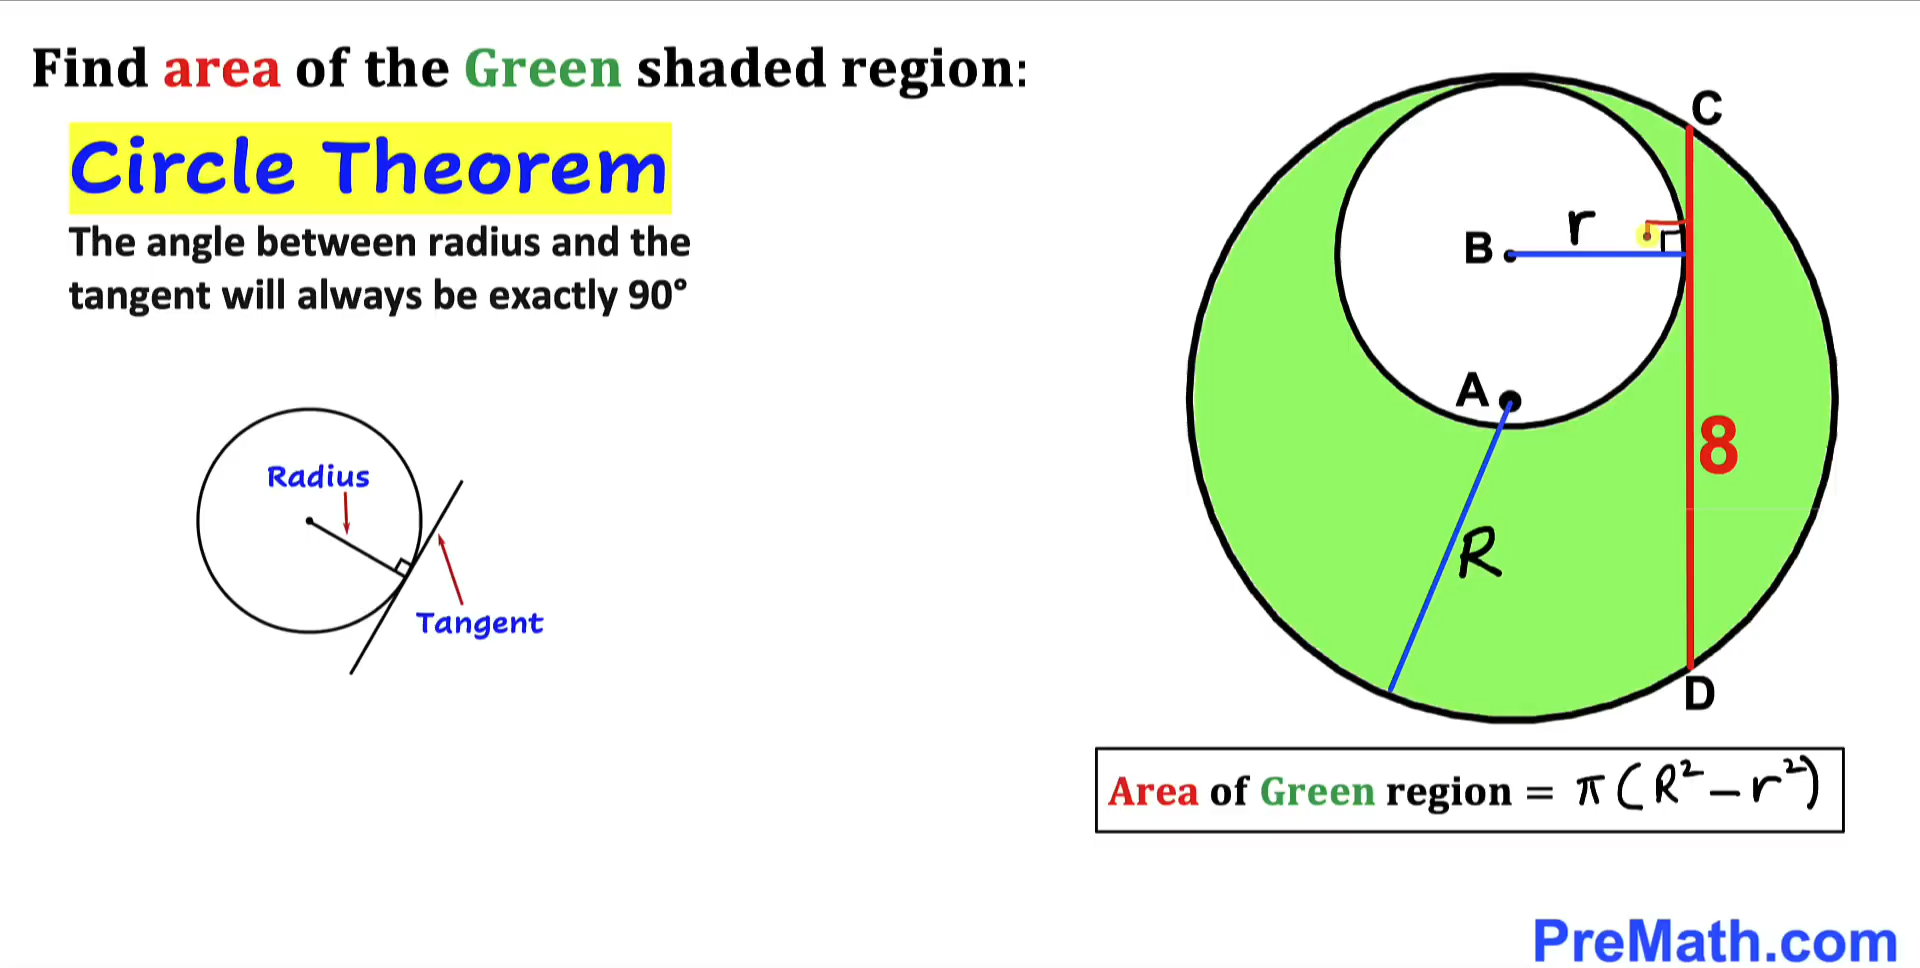 Find area of the Green shaded region:
Circle Theorem
The angle between radius and the
tangent will always be exactly 90°
Radius
Tangent
C
B
r
A
8
R
D
Area of Green region = π(R²-r²)
PreMath.com